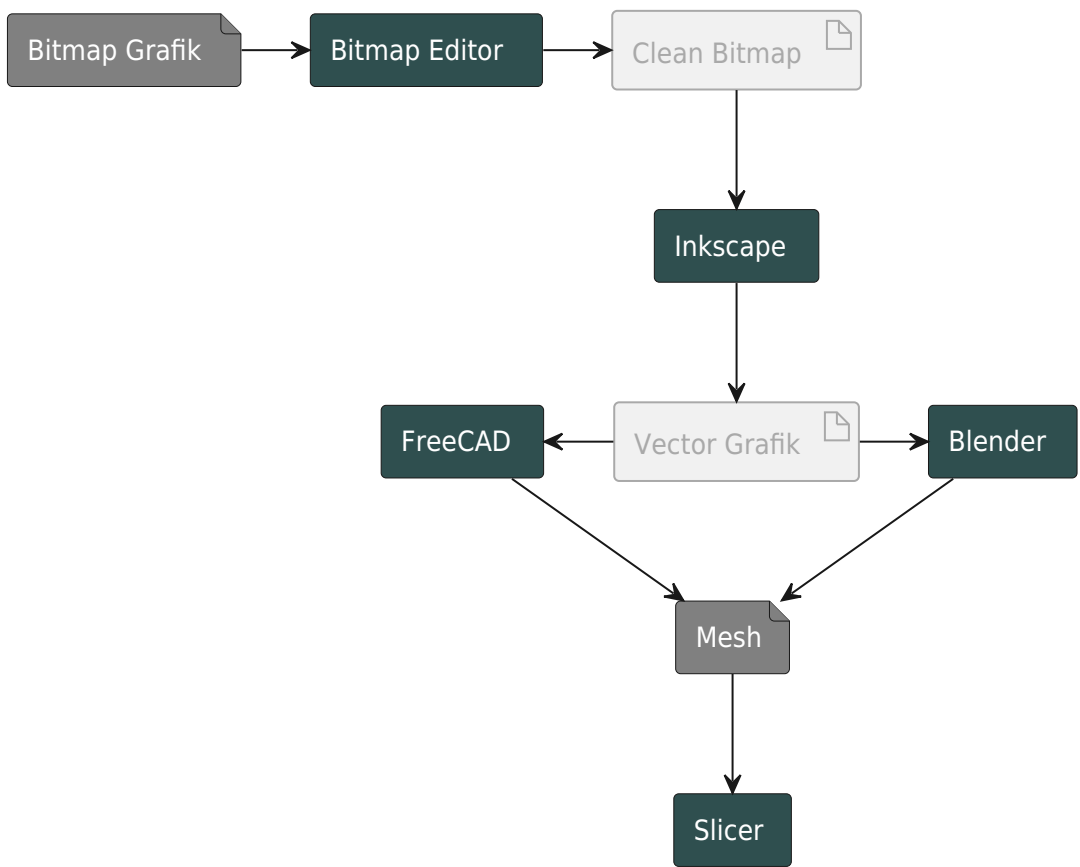 Bitmap Grafik
Bitmap Editor
Clean Bitmap
Inkscape
FreeCAD
Vector Grafik
Blender
Mesh
Slicer